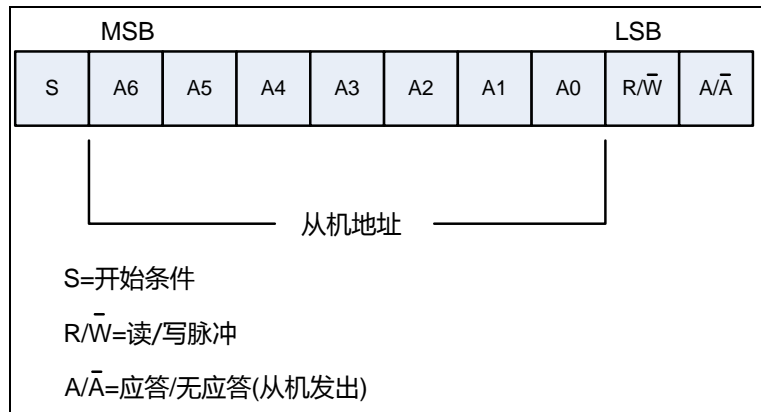 MSB LSB
S A6 A5 A4 A3 A2 A1 A0 R/W̅ A/A̅
从机地址
S=开始条件
R/W̅=读/写脉冲
A/A̅=应答/无应答(从机发出)